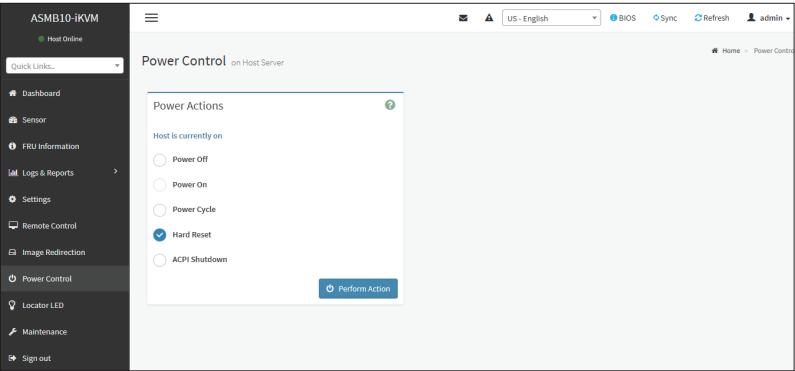 ASMB10-iKVM
Host Online
Quick Links..
Dashboard
Sensor
FRU Information
Logs & Reports
Settings
Remote Control
Image Redirection
Power Control
Locator LED
Maintenance
Sign out
US - English
BIOS
Sync
Refresh
admin
Power Control on Host Server
Home > Power Contro
Power Actions
Host is currently on
Power Off
Power On
Power Cycle
Hard Reset
ACPI Shutdown
Perform Action